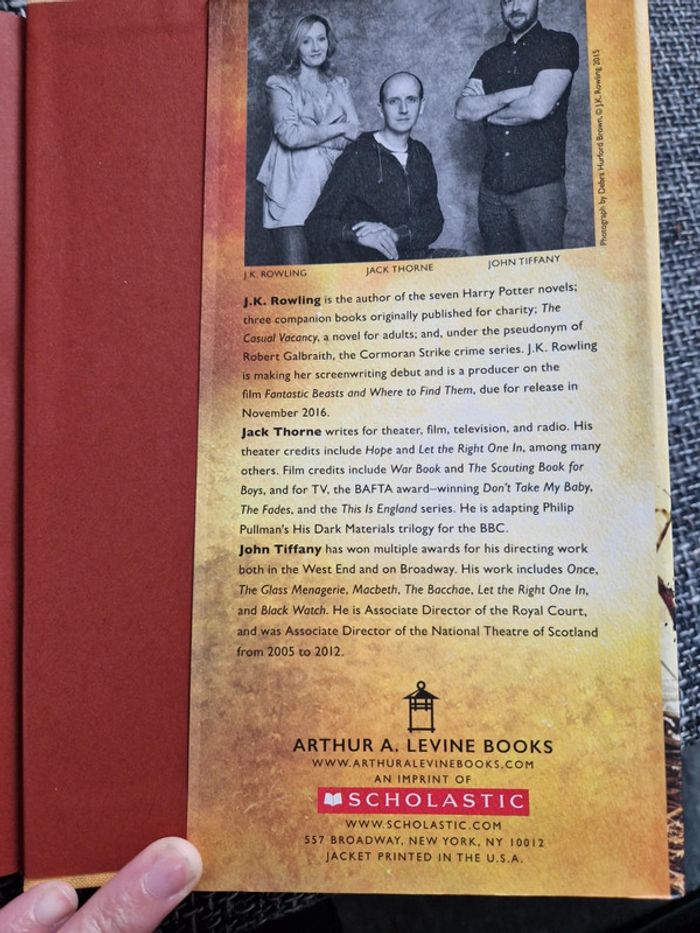 Photograph by Debra Hurford Brown, © J.K. Rowling 2015
J.K. ROWLING
JACK THORNE
JOHN TIFFANY
J.K. Rowling is the author of the seven Harry Potter novels;
three companion books originally published for charity; The
Casual Vacancy, a novel for adults; and, under the pseudonym of
Robert Galbraith, the Cormoran Strike crime series. J.K. Rowling
is making her screenwriting debut and is a producer on the
film Fantastic Beasts and Where to Find Them, due for release in
November 2016.
Jack Thorne writes for theater, film, television, and radio. His
theater credits include Hope and Let the Right One In, among many
others. Film credits include War Book and The Scouting Book for
Boys, and for TV, the BAFTA award–winning Don't Take My Baby,
The Fades, and the This Is England series. He is adapting Philip
Pullman's His Dark Materials trilogy for the BBC.
John Tiffany has won multiple awards for his directing work
both in the West End and on Broadway. His work includes Once,
The Glass Menagerie, Macbeth, The Bacchae, Let the Right One In,
and Black Watch. He is Associate Director of the Royal Court,
and was Associate Director of the National Theatre of Scotland
from 2005 to 2012.
ARTHUR A. LEVINE BOOKS
WWW.ARTHURALEVINEBOOKS.COM
AN IMPRINT OF
SCHOLASTIC
WWW.SCHOLASTIC.COM
557 BROADWAY, NEW YORK, NY 10012
JACKET PRINTED IN THE U.S.A.